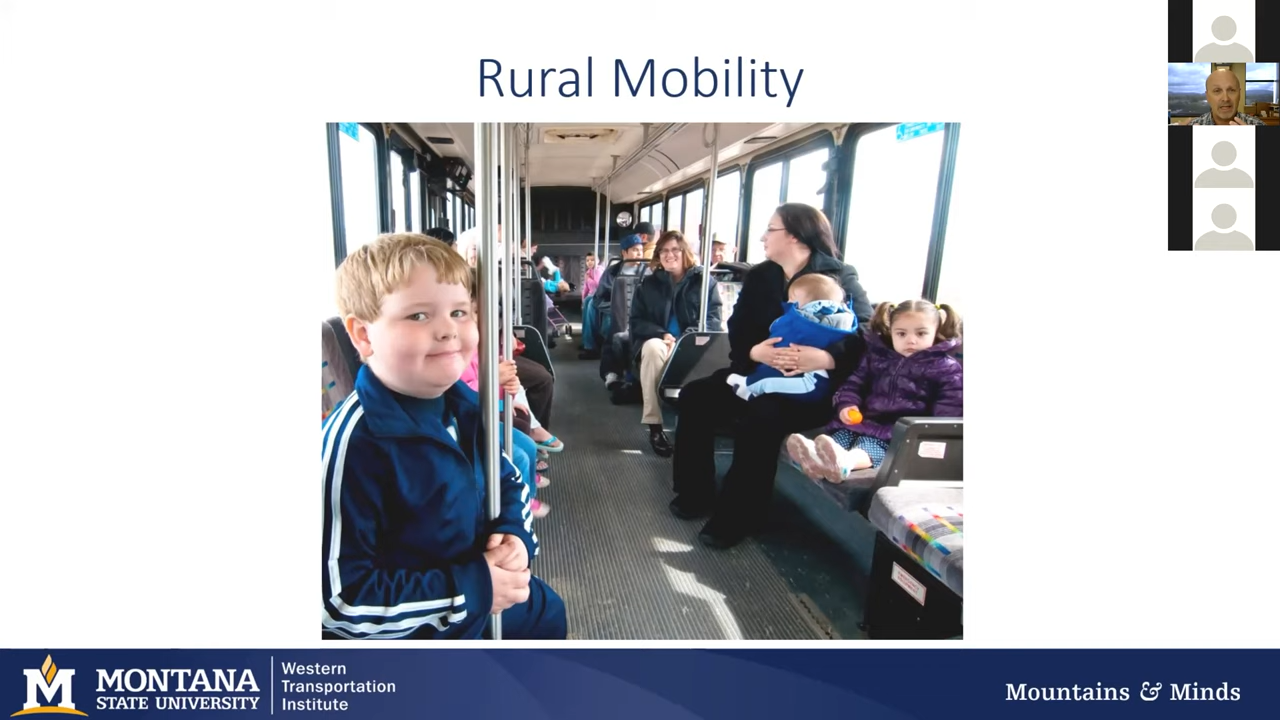 Rural Mobility
MONTANA
STATE UNIVERSITY
Western
Transportation
Institute
Mountains & Minds